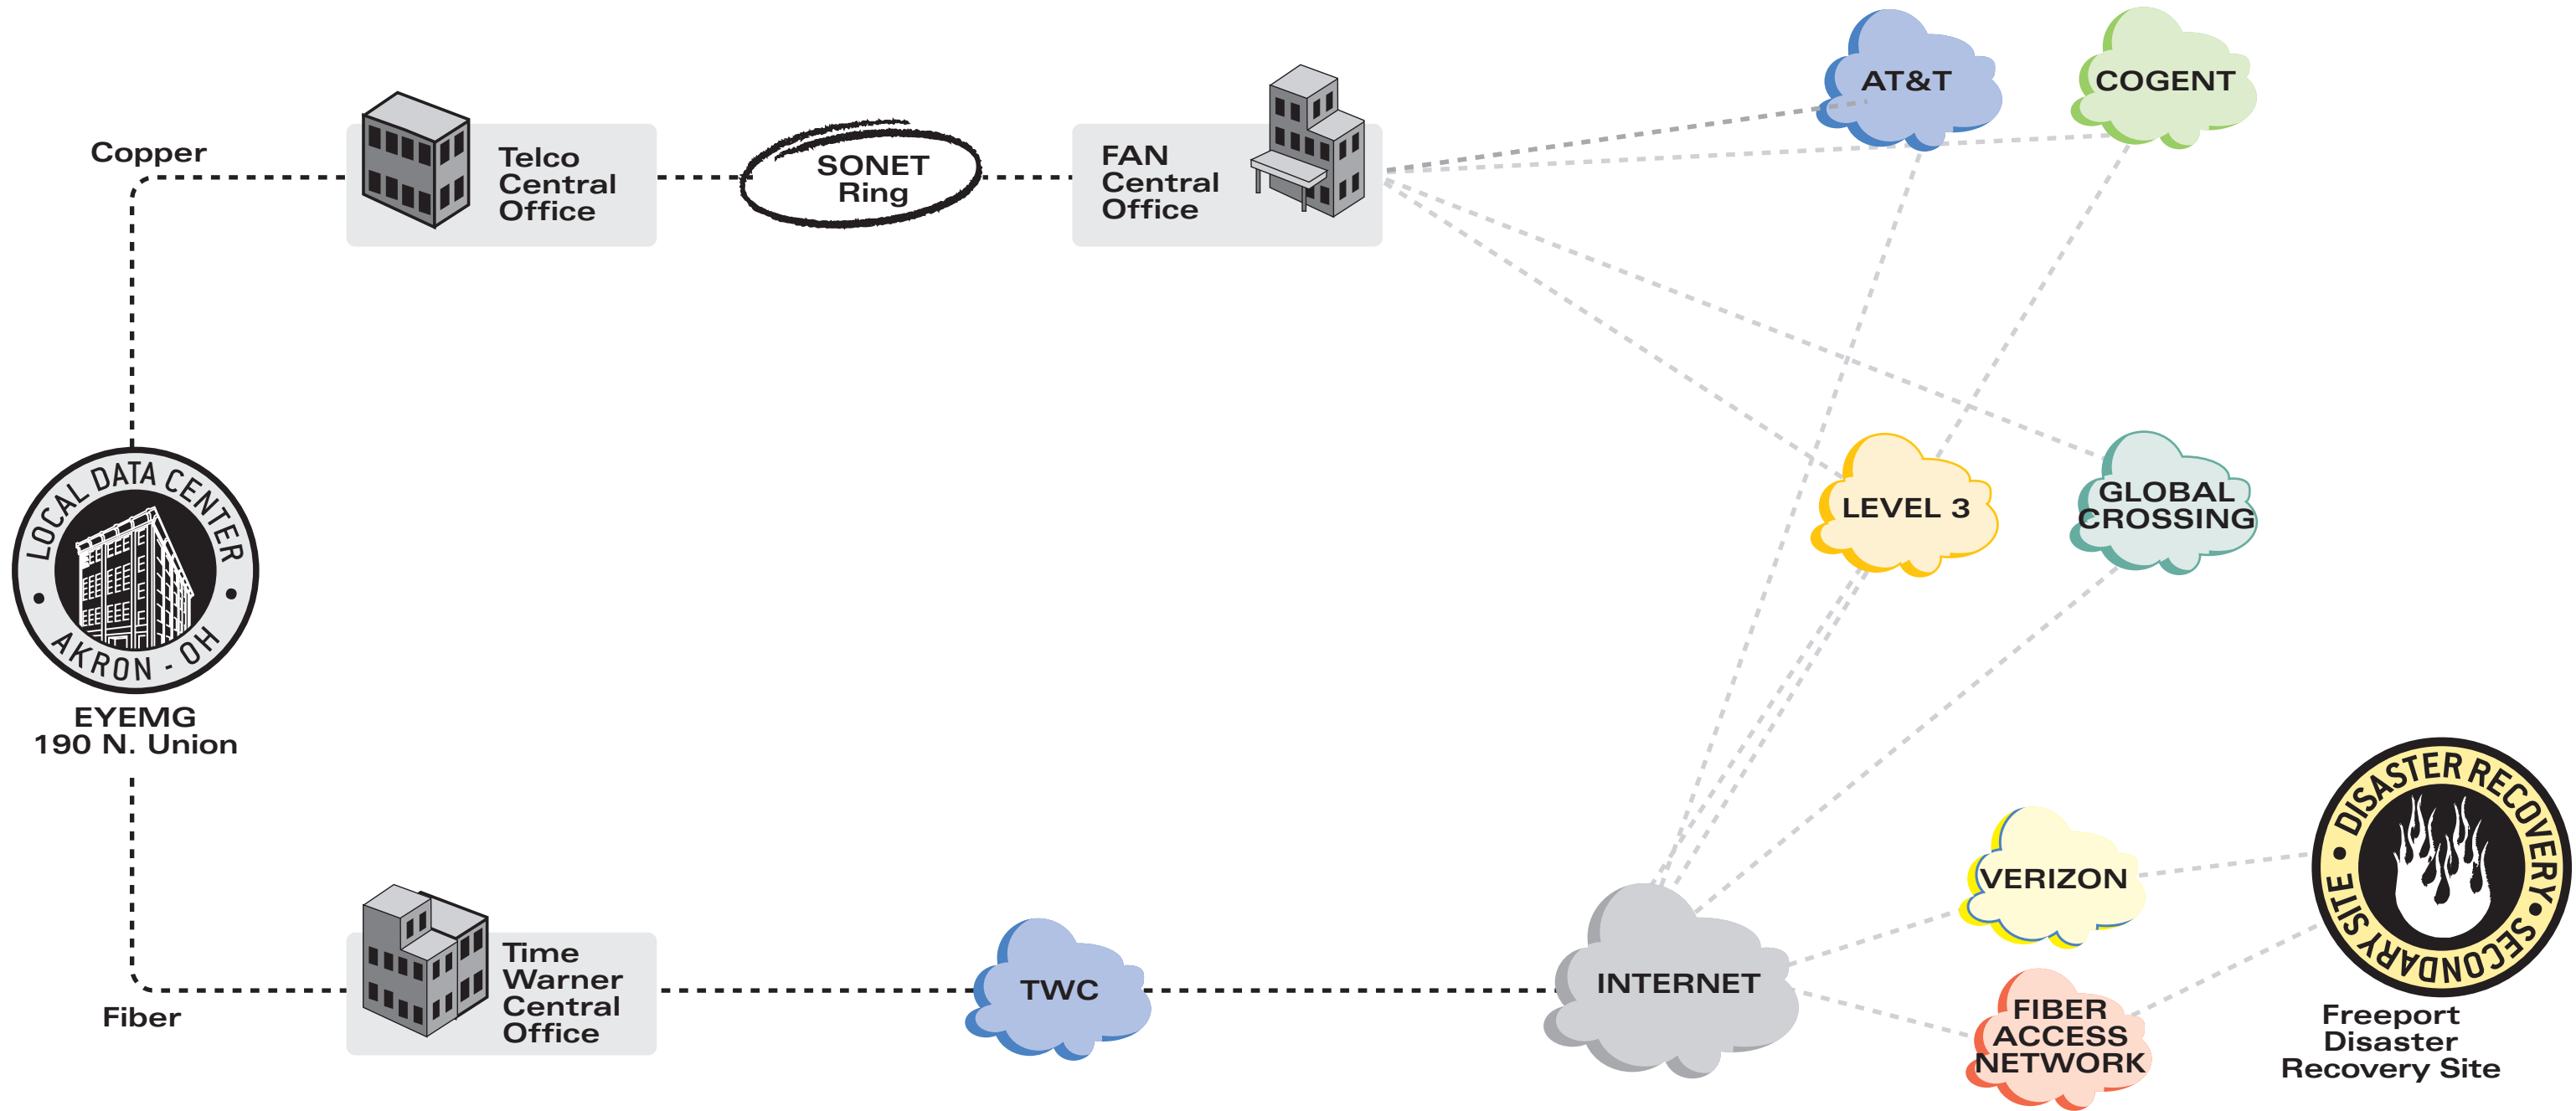 Copper
Telco
Central
Office
SONET
Ring
FAN
Central
Office
AT&T
COGENT
LEVEL 3
GLOBAL
CROSSING
LOCAL DATA CENTER
AKRON - OH
EYEMG
190 N. Union
Fiber
Time
Warner
Central
Office
TWC
INTERNET
VERIZON
FIBER
ACCESS
NETWORK
DISASTER RECOVERY
SECONDARY SITE
Freeport
Disaster
Recovery Site